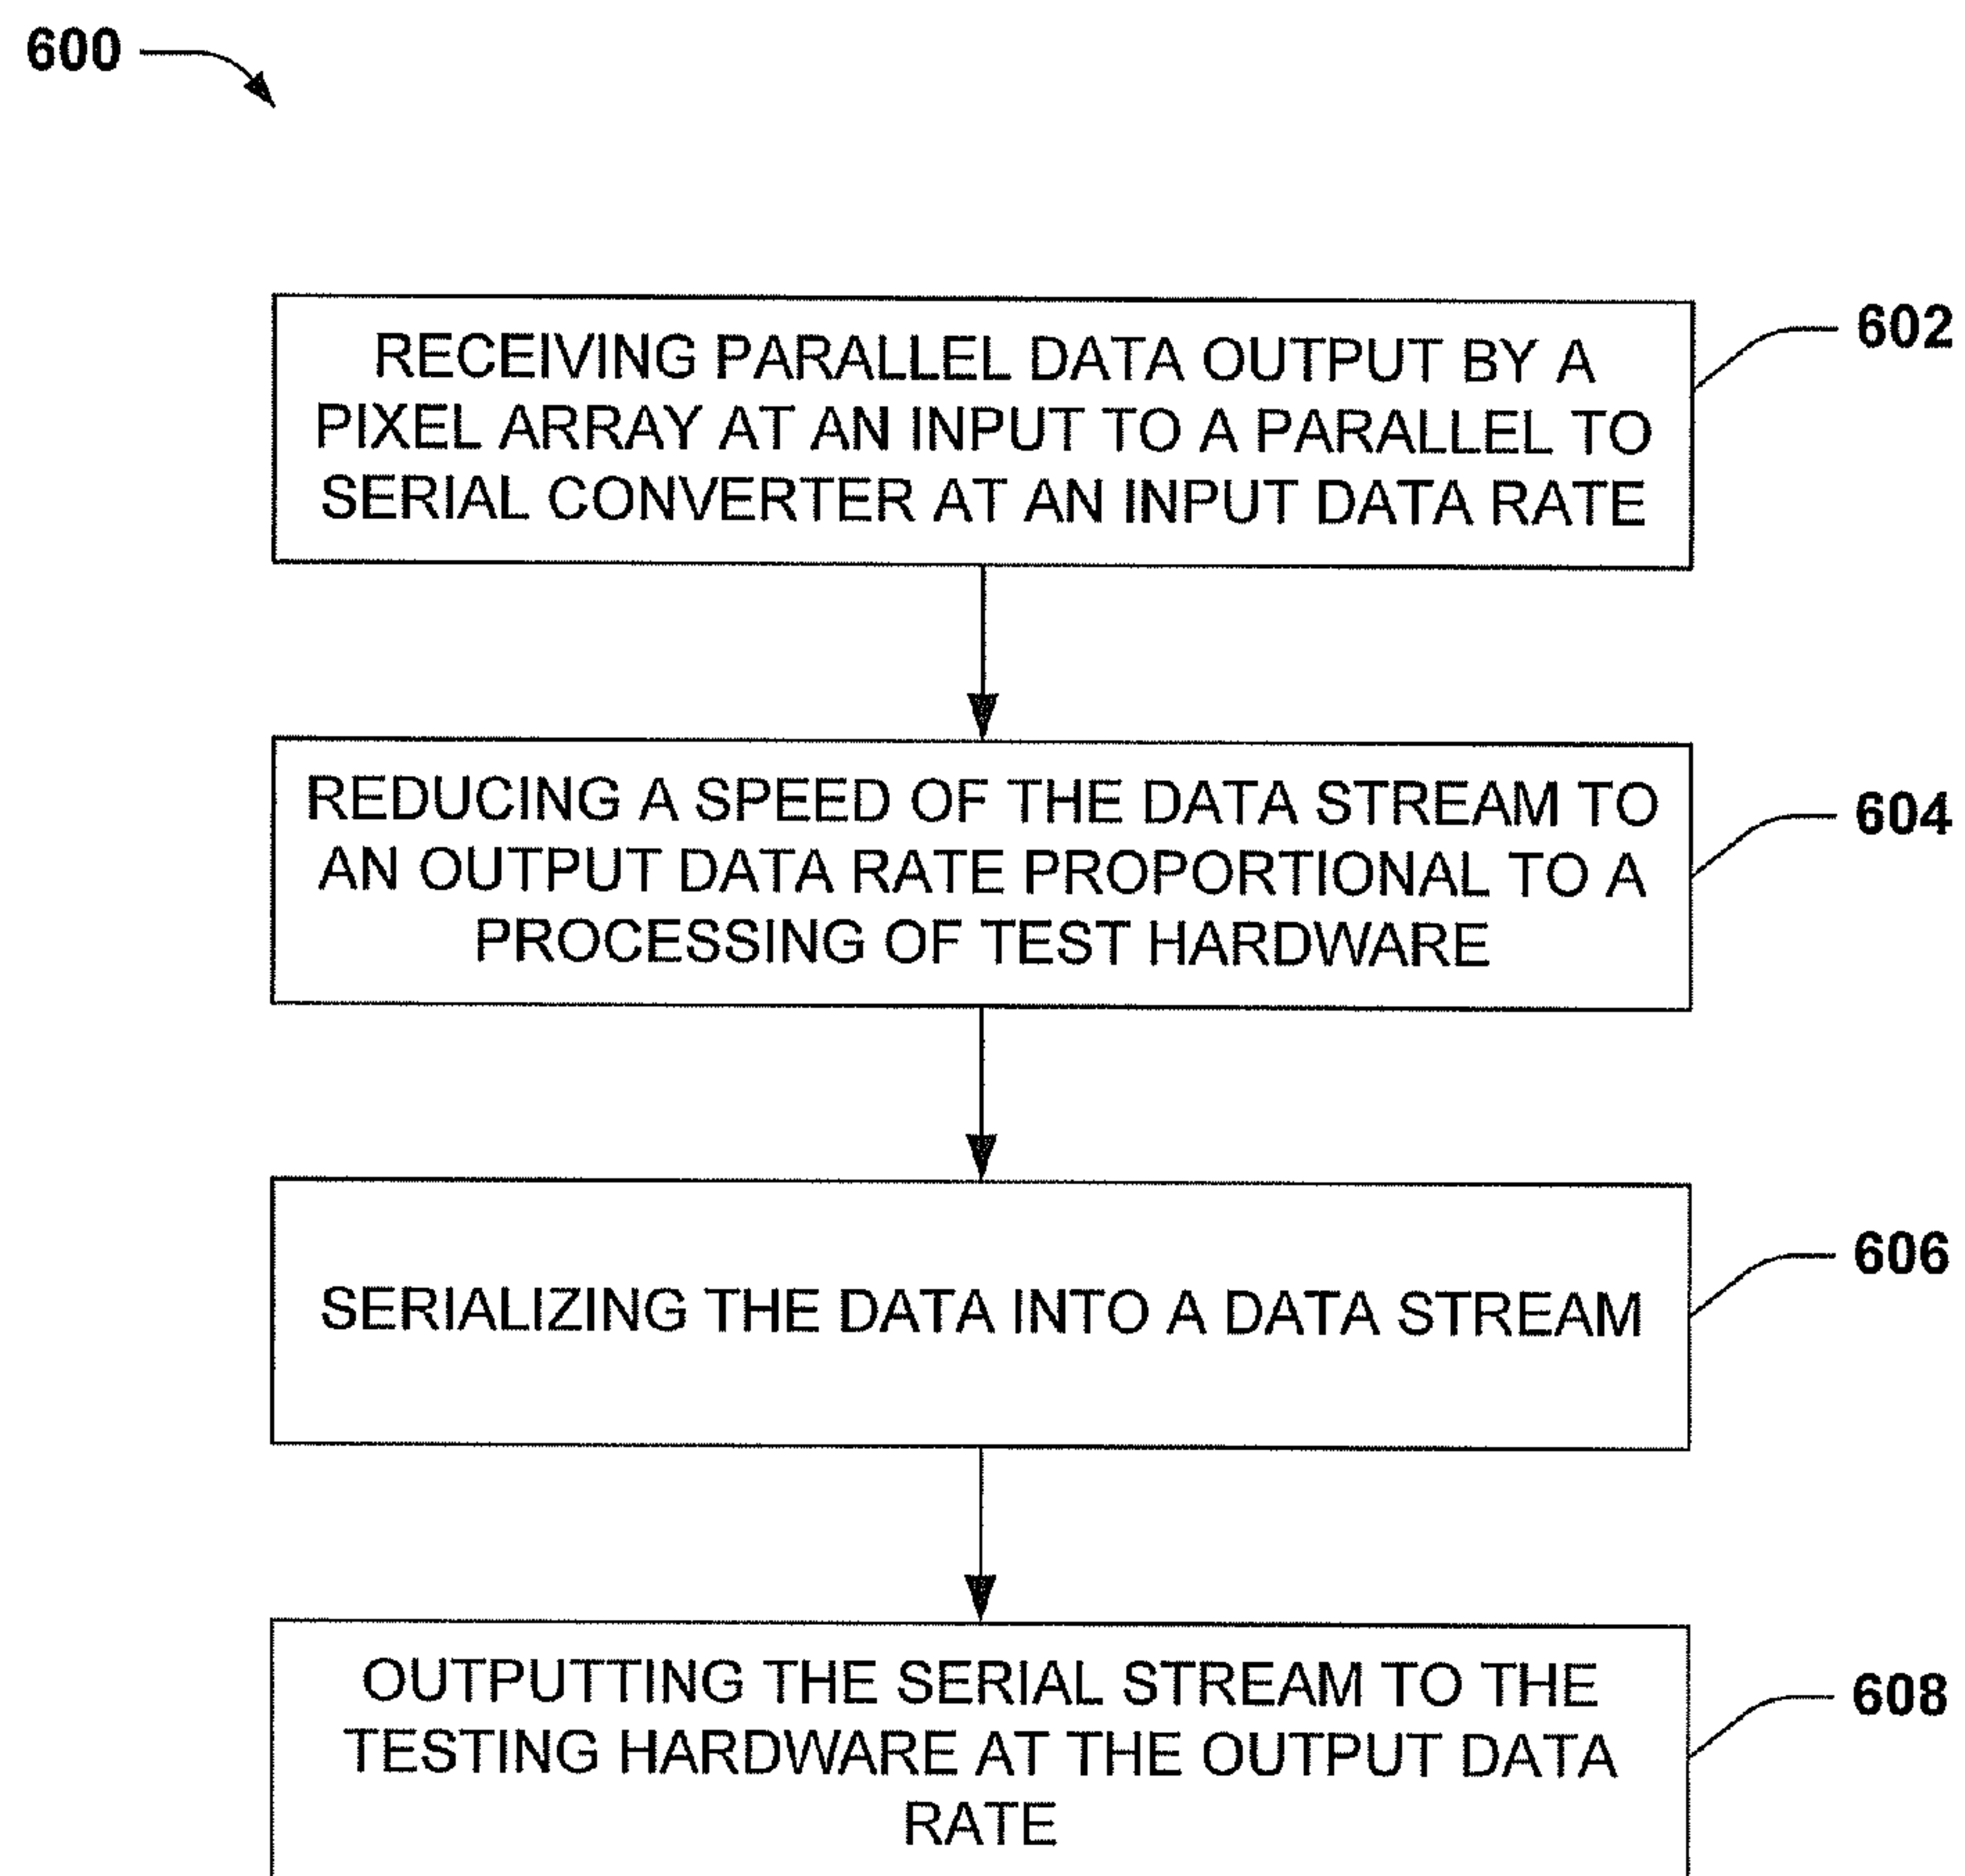 600
RECEIVING PARALLEL DATA OUTPUT BY A
PIXEL ARRAY AT AN INPUT TO A PARALLEL TO
SERIAL CONVERTER AT AN INPUT DATA RATE
602
REDUCING A SPEED OF THE DATA STREAM TO
AN OUTPUT DATA RATE PROPORTIONAL TO A
PROCESSING OF TEST HARDWARE
604
SERIALIZING THE DATA INTO A DATA STREAM
606
OUTPUTTING THE SERIAL STREAM TO THE
TESTING HARDWARE AT THE OUTPUT DATA
RATE
608